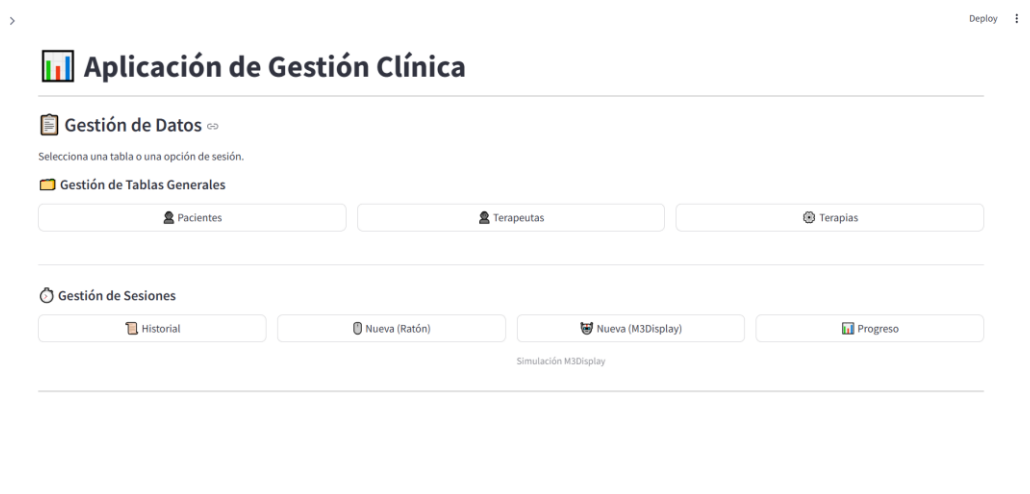 Deploy
Aplicación de Gestión Clínica
Gestión de Datos
Selecciona una tabla o una opción de sesión.
Gestión de Tablas Generales
Pacientes
Terapeutas
Terapias
Gestión de Sesiones
Historial
Nueva (Ratón)
Nueva (M3Display)
Progreso
Simulación M3Display